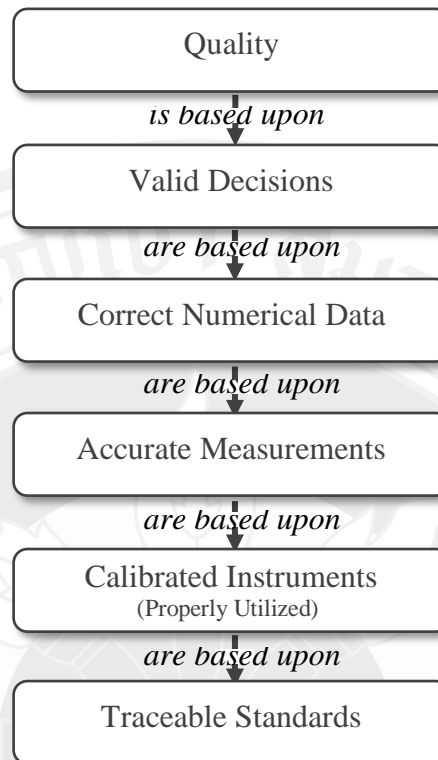 Quality
is based upon
Valid Decisions
are based upon
Correct Numerical Data
are based upon
Accurate Measurements
are based upon
Calibrated Instruments
(Properly Utilized)
are based upon
Traceable Standards